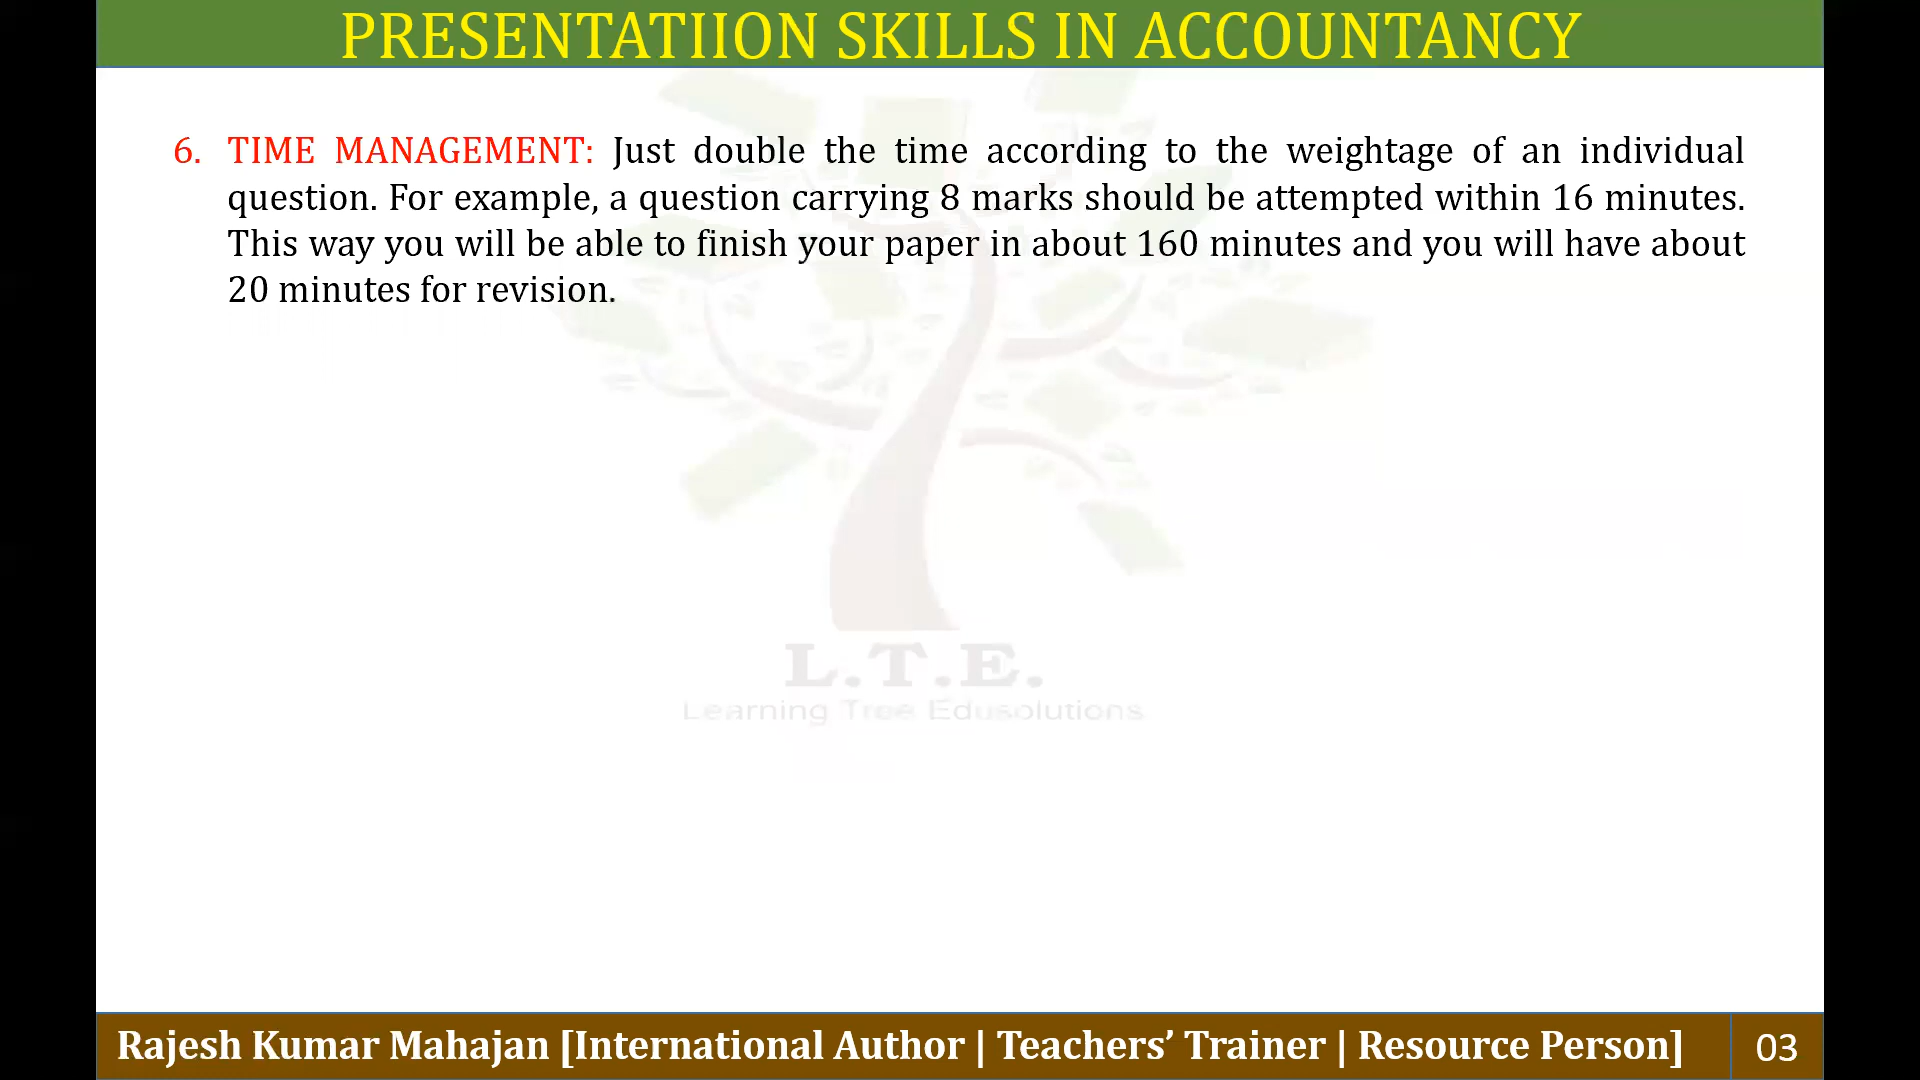 PRESENTATIION SKILLS IN ACCOUNTANCY
6. TIME MANAGEMENT: Just double the time according to the weightage of an individual
question. For example, a question carrying 8 marks should be attempted within 16 minutes.
This way you will be able to finish your paper in about 160 minutes and you will have about
20 minutes for revision.
L.T.E.
Learning Tree Edusolutions
Rajesh Kumar Mahajan [International Author | Teachers’ Trainer | Resource Person] 03